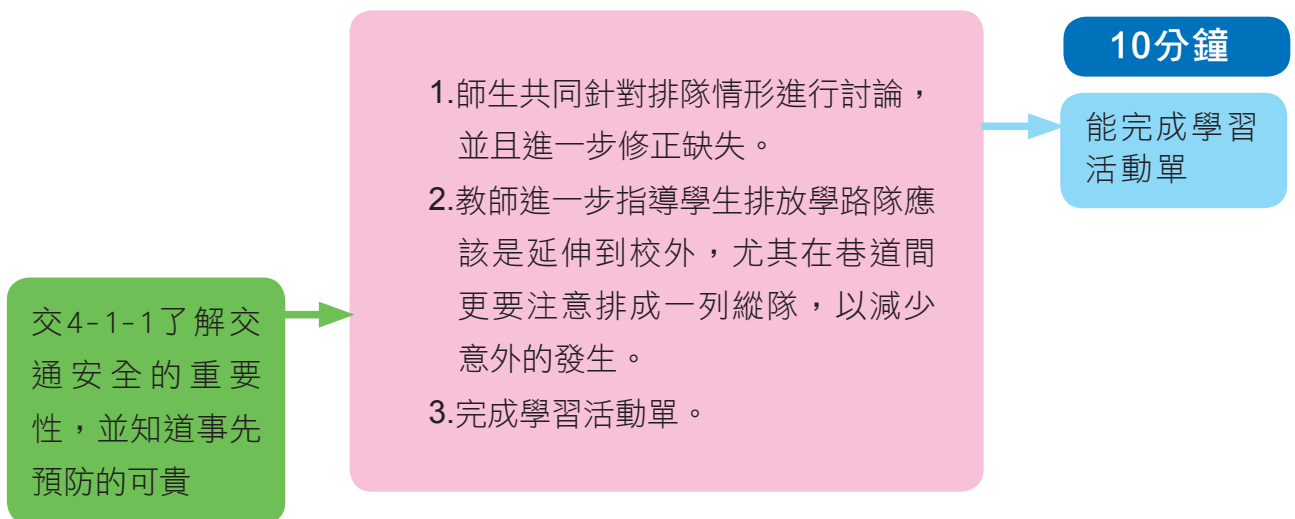 交4-1-1了解交
通安全的重要
性，並知道事先
預防的可貴
1.師生共同針對排隊情形進行討論，
並且進一步修正缺失。
2.教師進一步指導學生排放學路隊應
該是延伸到校外，尤其在巷道間
更要注意排成一列縱隊，以減少
意外的發生。
3.完成學習活動單。
10分鐘
能完成學習
活動單